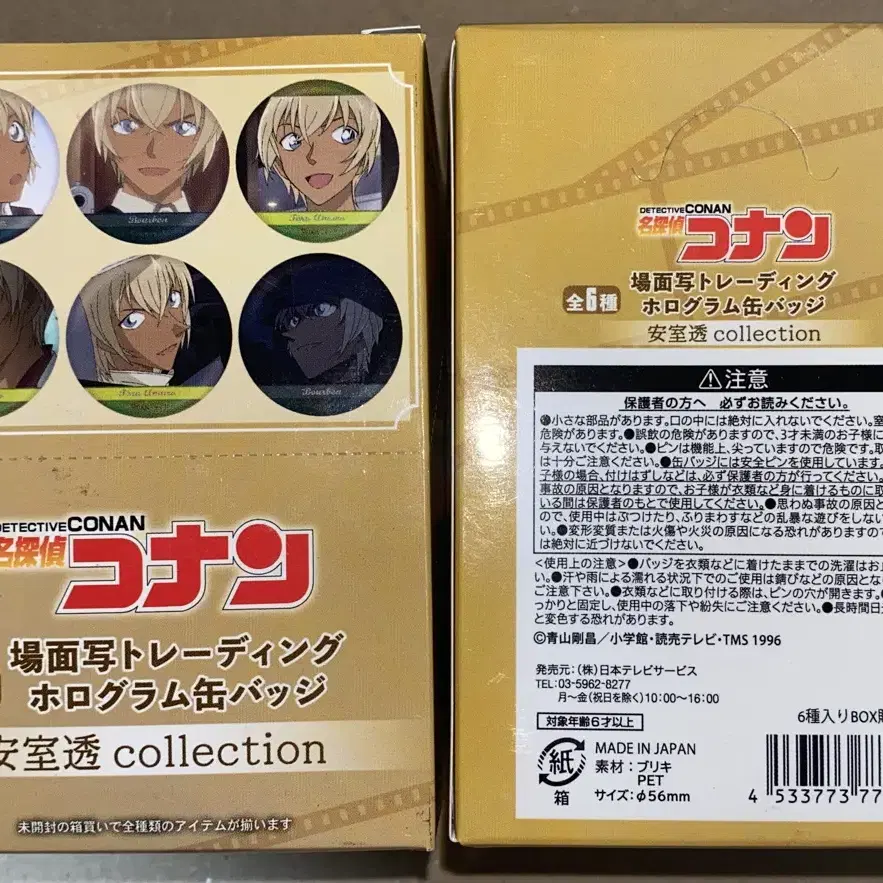 Bourbon
Toru Amuro
Toru Amuro
Bourbon
DETECTIVE CONAN
名探偵
コナン
場面写トレーディング
ホログラム缶バッジ
安室透 collection
未開封の箱買いで全種類のアイテムが揃います
DETECTIVE CONAN
名探偵
コナン
全6種
場面写トレーディング
ホログラム缶バッジ
安室透 collection
⚠注意
保護者の方へ 必ずお読みください。
小さな部品があります。口の中には絶対に入れないでください。窒
危険があります。●誤飲の危険がありますので、3才未満のお子様に
与えないでください。●ピンは機能上、尖っていますので危険です。取
は十分ご注意ください。●缶バッジには安全ピンを使用しています。
子様の場合、付けはずしなどは、必ず保護者の方が行ってください。
事故の原因となりますので、お子様が衣類など身に着けるものに取
いる間は保護者のもとで使用してください。●思わぬ事故の原因と
ので、使用中はぶつけたり、ふりまわすなどの乱暴な遊びをしない
い。●変形変質または火傷や火災の原因になる恐れがありますので
は絶対に近づけないでください。
<使用上の注意>●バッジを衣類などに着けたままでの洗濯はお止
い。●汗や雨による濡れる状況下でのご使用は錆びなどの原因とな
ご注意下さい。●衣類などに取り付ける際は、ピンの穴が開きます。●
っかりと固定し、使用中の落下や紛失にご注意ください。●長時間日
と変色する恐れがあります。
©青山剛昌/小学館・読売テレビ・TMS 1996
発売元:(株)日本テレビサービス
TEL:03-5962-8277
月〜金(祝日を除く)10:00〜16:00
6種入りBOX販
対象年齢6才以上
紙
箱
MADE IN JAPAN
素材:ブリキ
PET
サイズ:φ56mm
4 533773 77